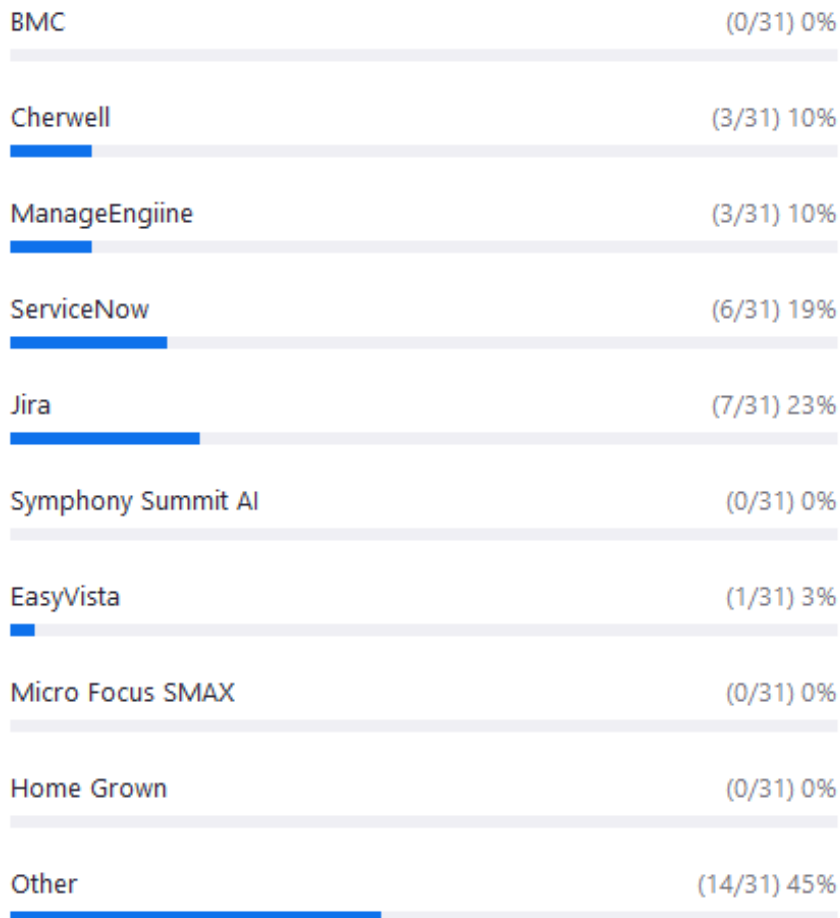 BMC (0/31) 0%
Cherwell (3/31) 10%
ManageEngiine (3/31) 10%
ServiceNow (6/31) 19%
Jira (7/31) 23%
Symphony Summit AI (0/31) 0%
EasyVista (1/31) 3%
Micro Focus SMAX (0/31) 0%
Home Grown (0/31) 0%
Other (14/31) 45%